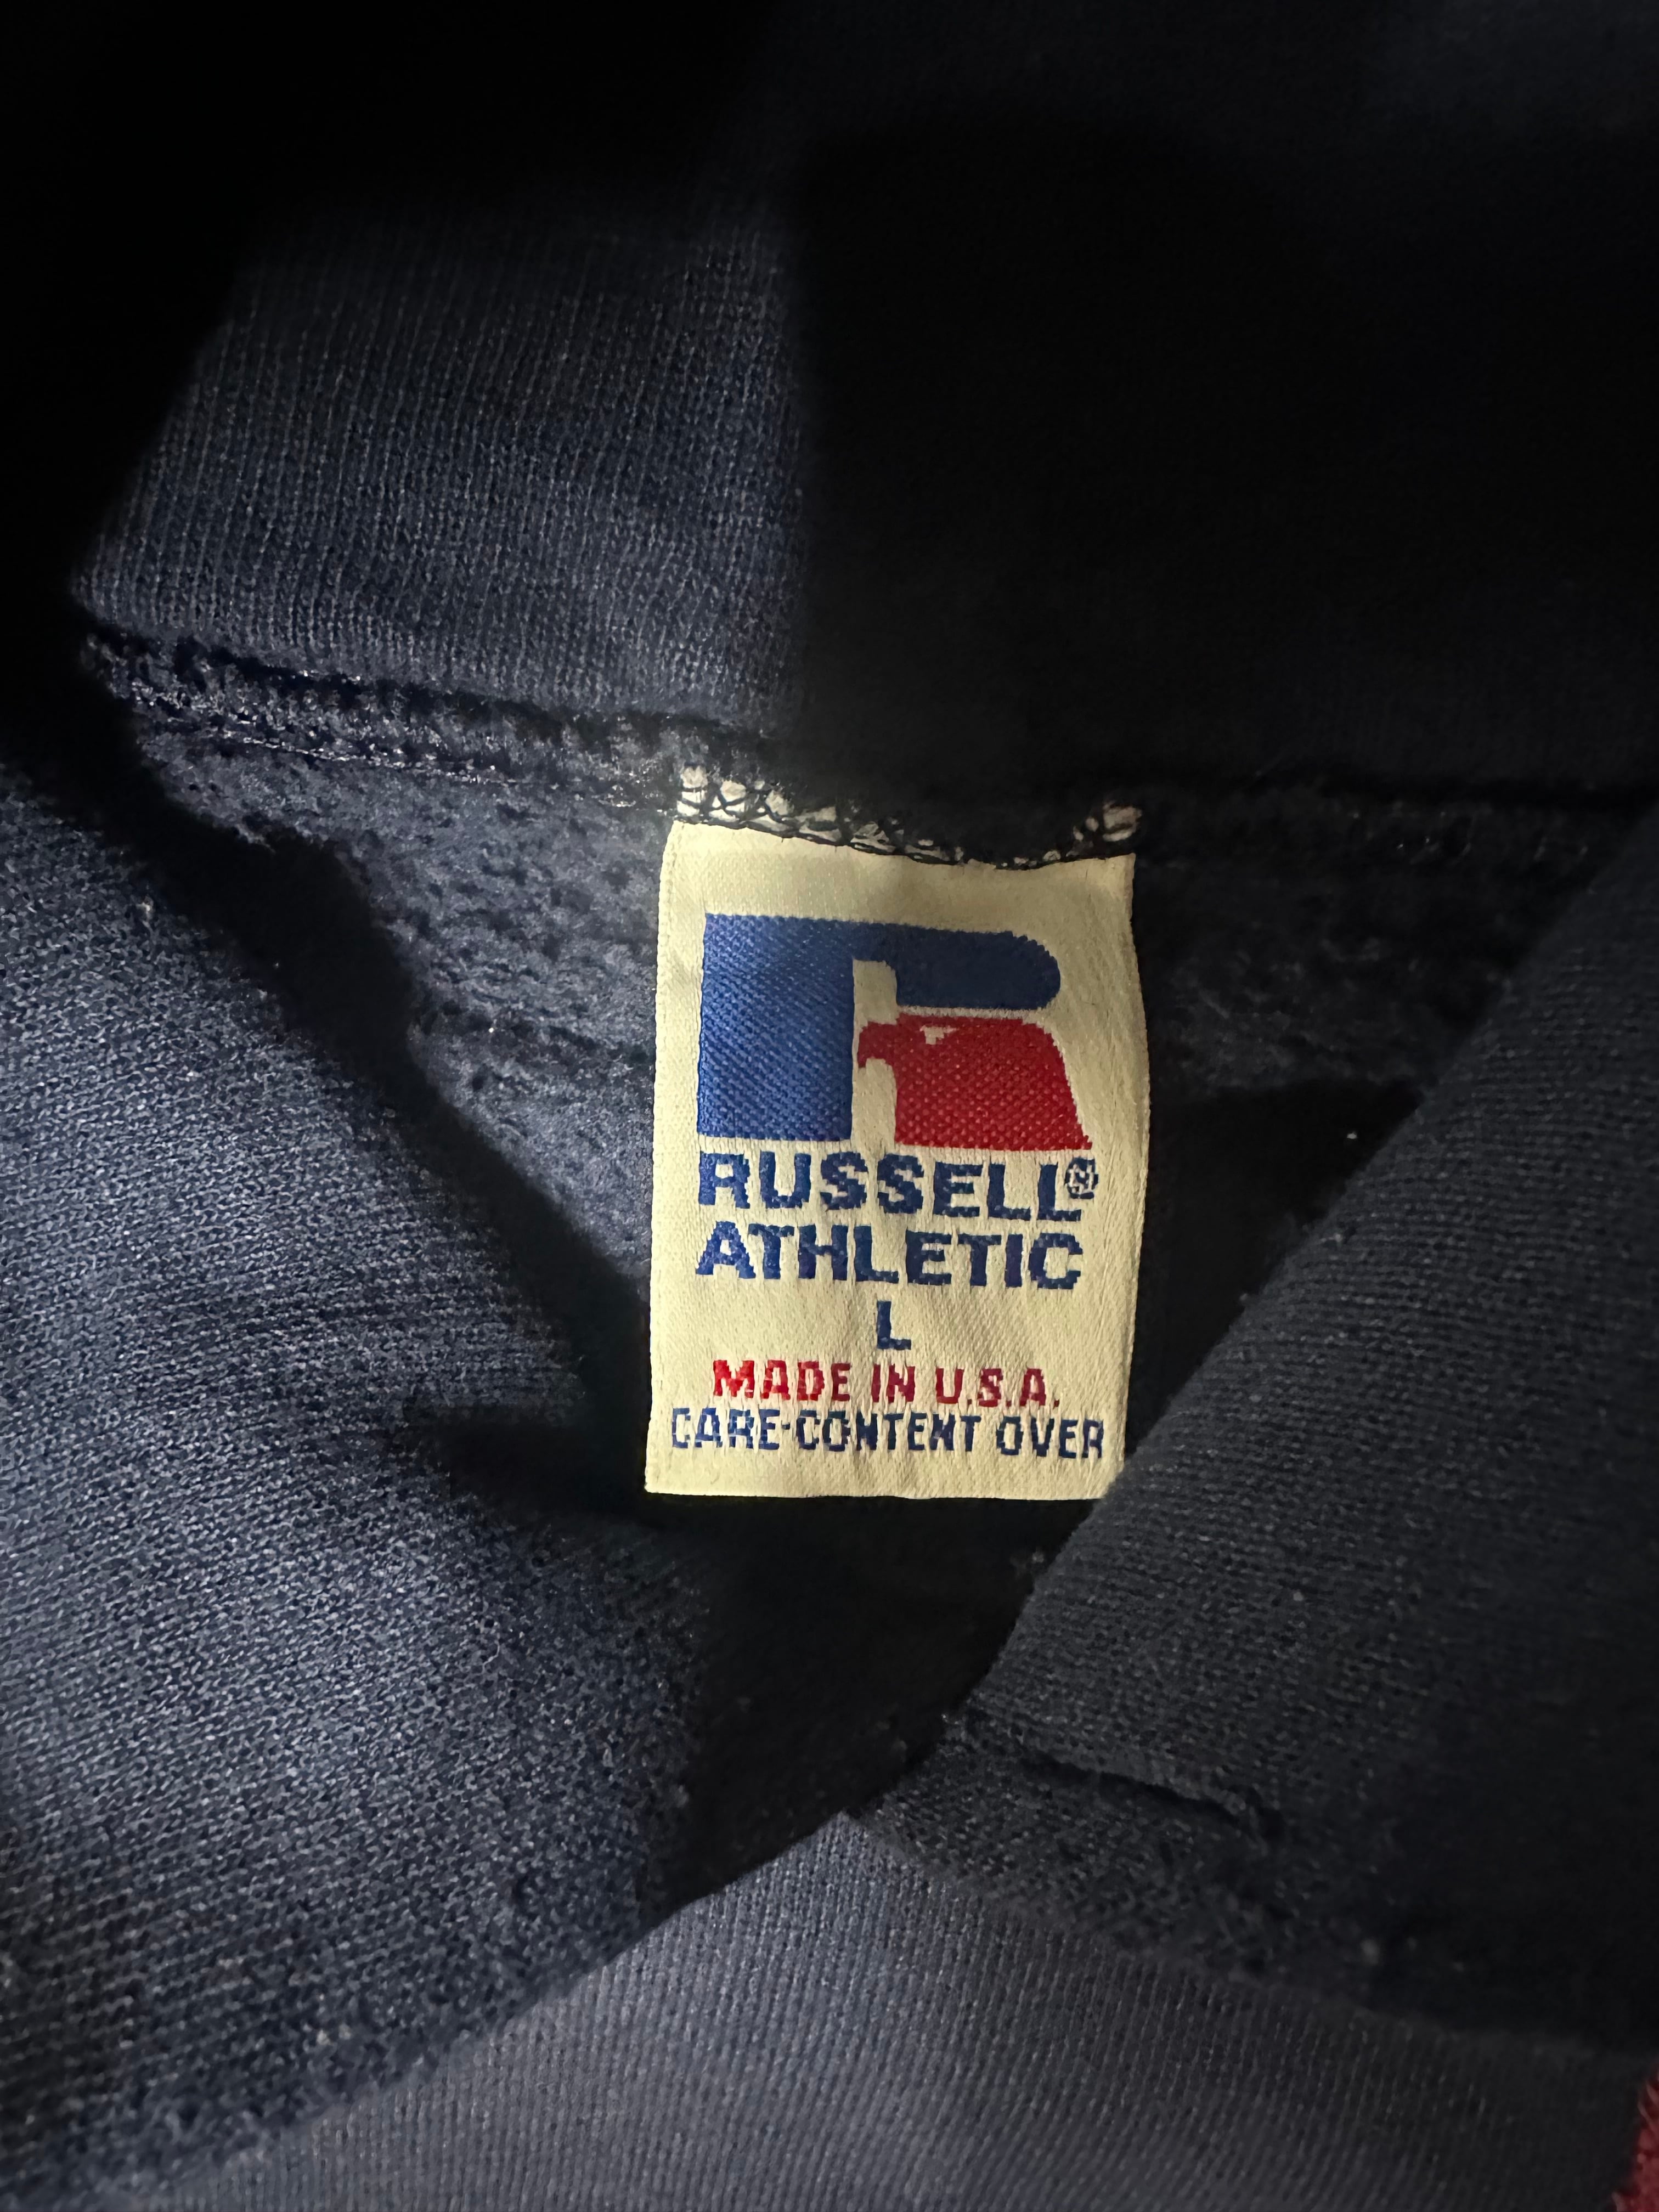 RUSSELL®
ATHLETIC
L
MADE IN U.S.A.
CARE-CONTENT OVER